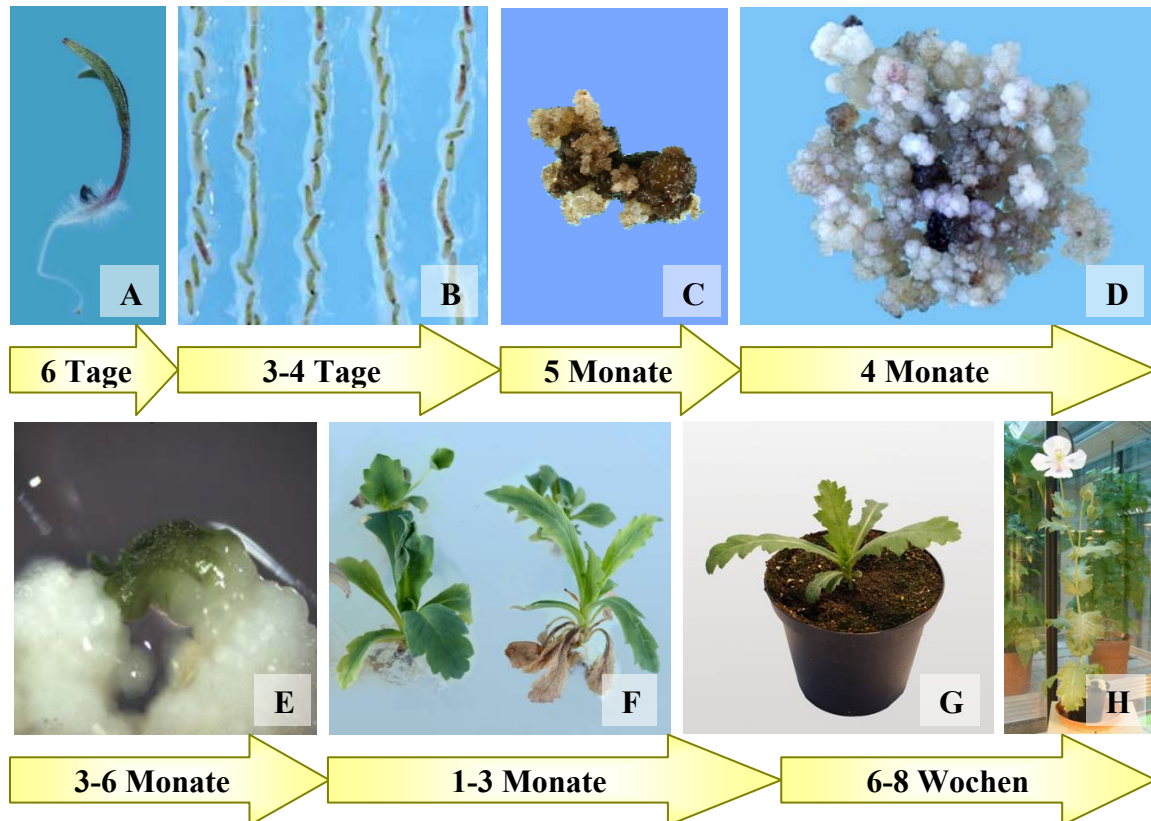 A
B
C
D
6 Tage
3-4 Tage
5 Monate
4 Monate
E
F
G
H
3-6 Monate
1-3 Monate
6-8 Wochen